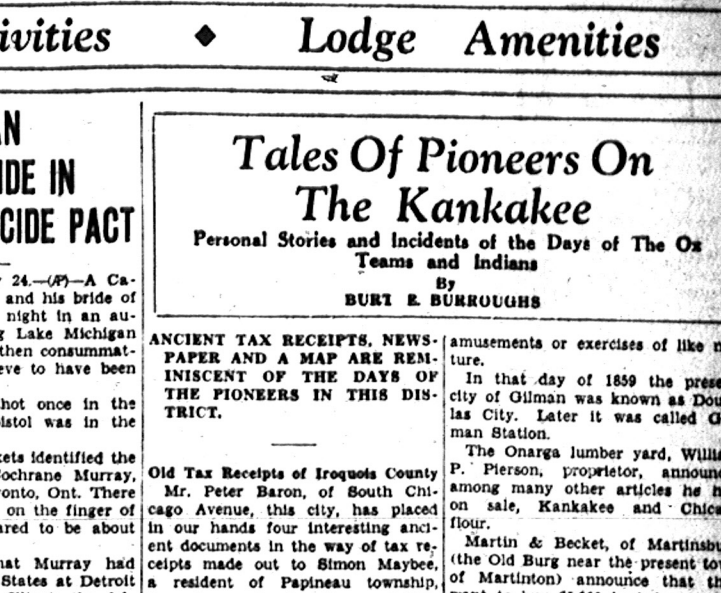 ivities ◆ Lodge Amenities
AN
IDE IN
CIDE PACT
24.—(AP)—A Ca-
and his bride of
night in an au-
Lake Michigan
then consummat-
eve to have been
hot once in the
istol was in the
kets identified the
Cochrane Murray,
ronto, Ont. There
on the finger of
ared to be about
hat Murray had
States at Detroit
Tales Of Pioneers On
The Kankakee
Personal Stories and Incidents of the Days of The Ox
Teams and Indians
By
BURT E. BURROUGHS
ANCIENT TAX RECEIPTS, NEWS-
PAPER AND A MAP ARE REM-
INISCENT OF THE DAYS OF
THE PIONEERS IN THIS DIS-
TRICT.
Old Tax Receipts of Iroquois County
Mr. Peter Baron, of South Chi-
cago Avenue, this city, has placed
in our hands four interesting anci-
ent documents in the way of tax re-
ceipts made out to Simon Maybee,
a resident of Papineau township,
amusements or exercises of like n
ture.
In that day of 1859 the prese
city of Gilman was known as Dou
las City. Later it was called G
man Station.
The Onarga lumber yard, Willia
P. Pierson, proprietor, announc
among many other articles he h
on sale, Kankakee and Chica
flour.
Martin & Becket, of Martinsbu
(the Old Burg near the present tow
of Martinton) announce that th